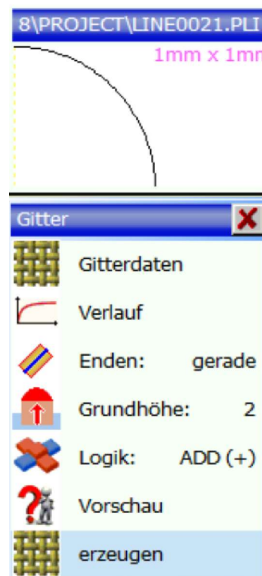 8\PROJECT\LINE0021.PLI
1mm x 1mm
Gitter
Gitterdaten
Verlauf
Enden: gerade
Grundhöhe: 2
Logik: ADD (+)
Vorschau
erzeugen